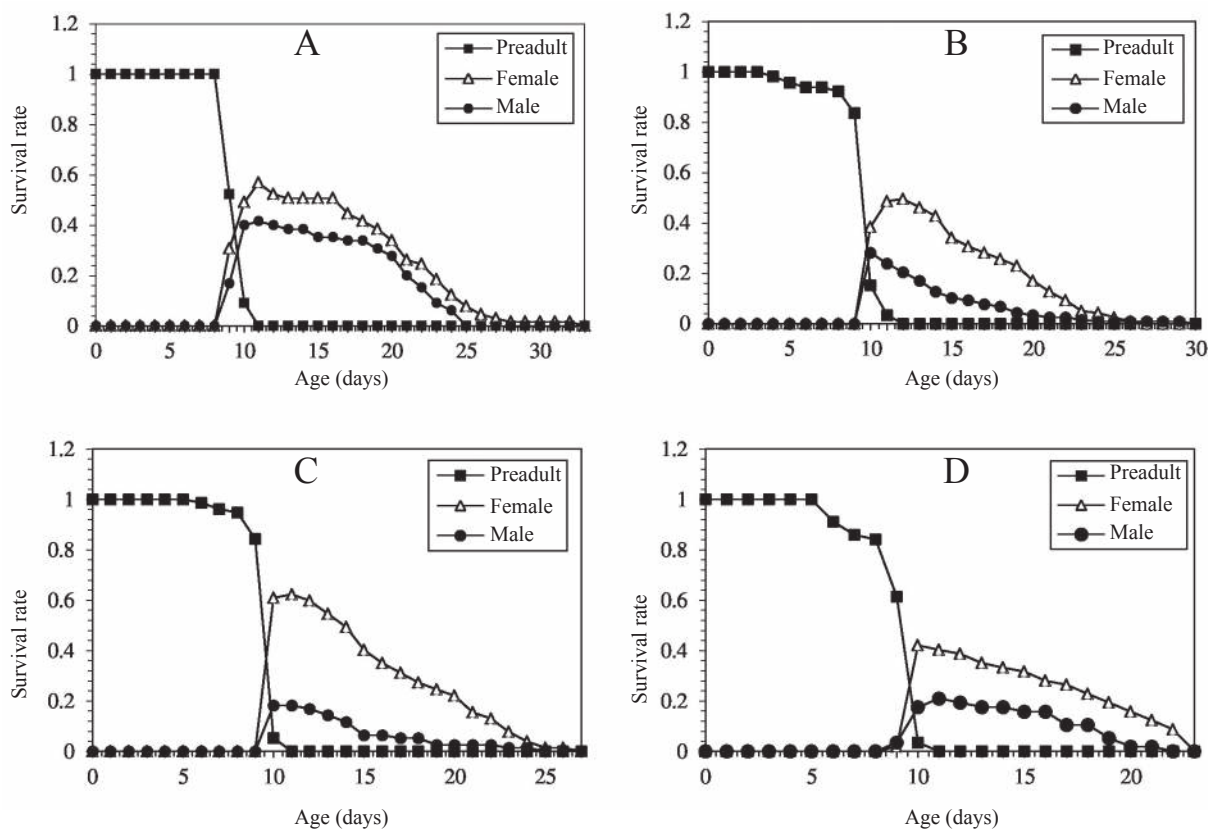 A
1.2
1
0.8
0.6
0.4
0.2
0
Survival rate
Preadult
Female
Male
0 5 10 15 20 25 30
Age (days)
B
1.2
1
0.8
0.6
0.4
0.2
0
Survival rate
Preadult
Female
Male
0 5 10 15 20 25 30
Age (days)
C
1.2
1
0.8
0.6
0.4
0.2
0
Survival rate
Preadult
Female
Male
0 5 10 15 20 25
Age (days)
D
1.2
1
0.8
0.6
0.4
0.2
0
Survival rate
Preadult
Female
Male
0 5 10 15 20
Age (days)